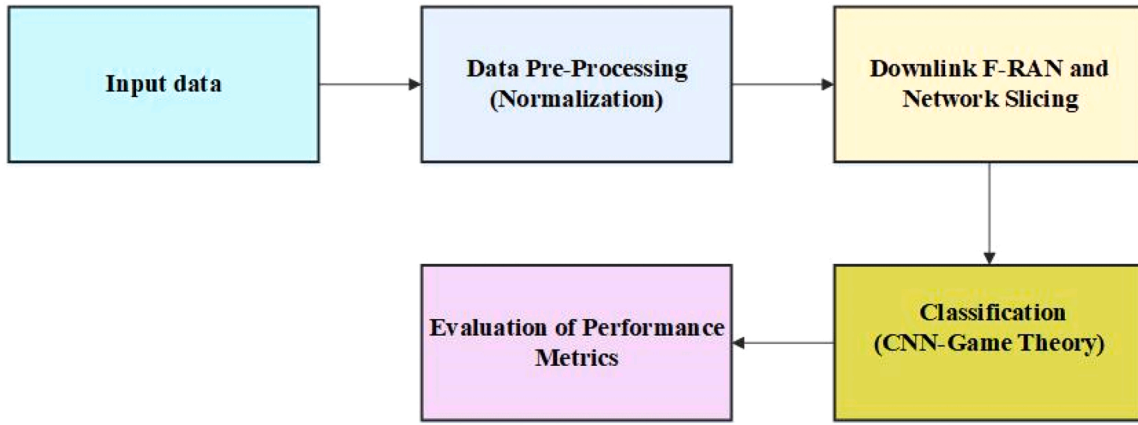 Input data
Data Pre-Processing
(Normalization)
Downlink F-RAN and
Network Slicing
Classification
(CNN-Game Theory)
Evaluation of Performance
Metrics